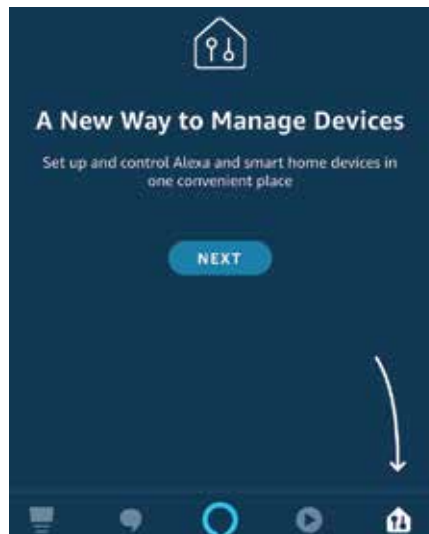 A New Way to Manage Devices
Set up and control Alexa and smart home devices in
one convenient place
NEXT